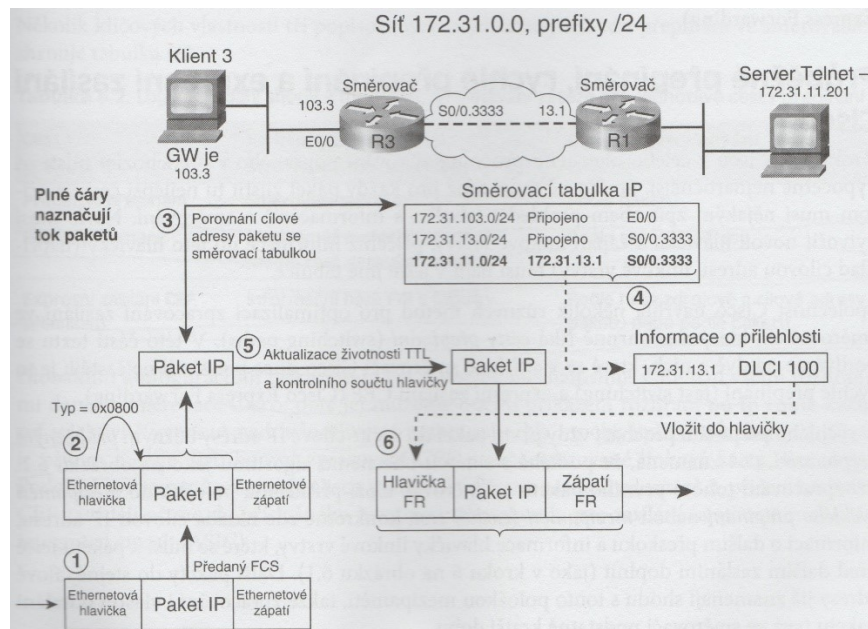 Síť 172.31.0.0, prefixy /24
Klient 3
Směrovač
Směrovač
Server Telnet =
172.31.11.201
103.3
S0/0.3333
13.1
R3
R1
E0/0
GW je
103.3
Plné čáry
naznačují
tok paketů
3
Porovnání cílové
adresy paketu se
směrovací tabulkou
Směrovací tabulka IP
172.31.103.0/24 Připojeno E0/0
172.31.13.0/24 Připojeno S0/0.3333
172.31.11.0/24 172.31.13.1 S0/0.3333
4
Informace o přilehlosti
172.31.13.1 DLCI 100
Vložit do hlavičky
Paket IP
5
Aktualizace životnosti TTL
a kontrolního součtu hlavičky
Paket IP
Typ = 0x0800
2
Ethernetová
hlavička
Paket IP
Ethernetové
zápatí
6
Hlavička
FR
Paket IP
Zápatí
FR
Předaný FCS
1
Ethernetová
hlavička
Paket IP
Ethernetové
zápatí